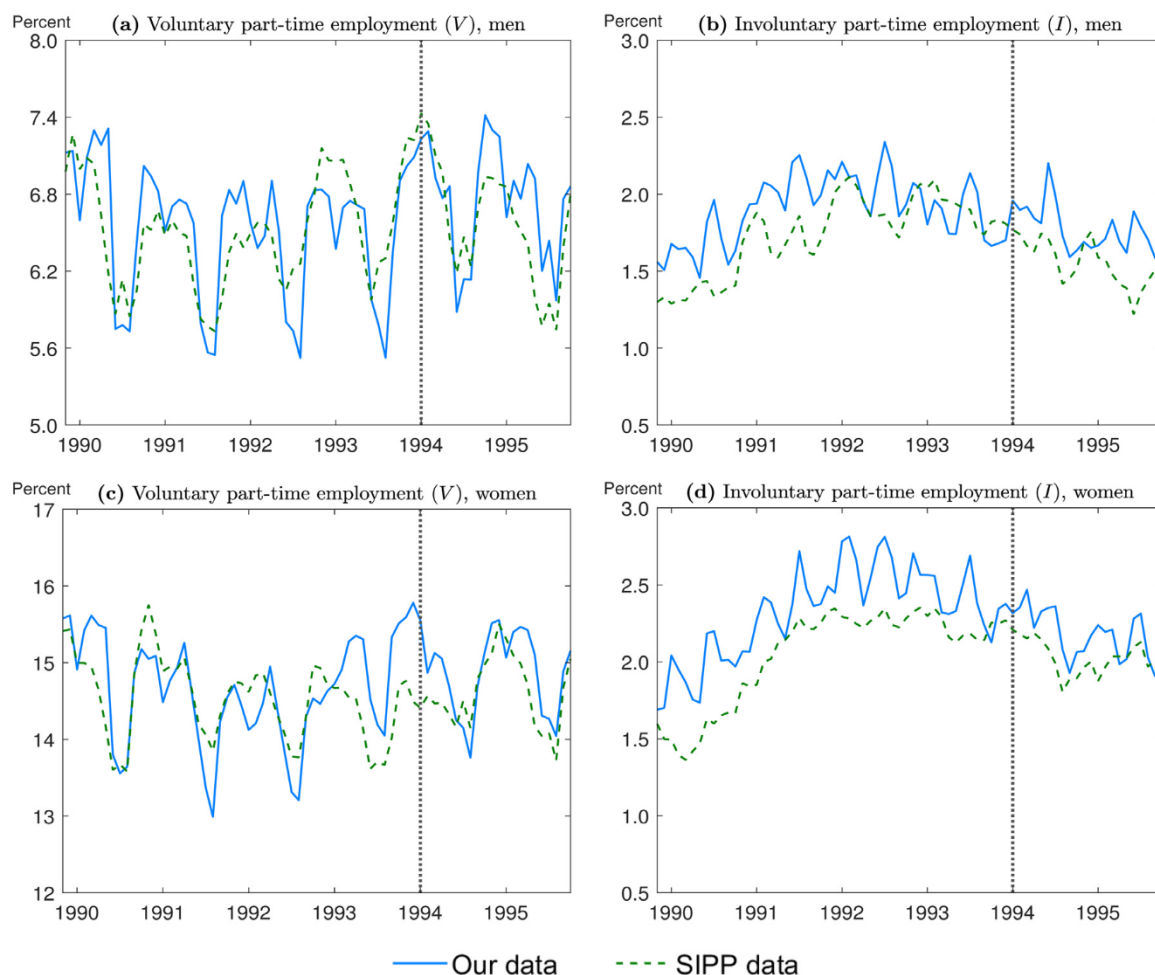 Percent (a) Voluntary part-time employment (V), men
8.0
7.4
6.8
6.2
5.6
5.0
1990 1991 1992 1993 1994 1995
Percent (b) Involuntary part-time employment (I), men
3.0
2.5
2.0
1.5
1.0
0.5
1990 1991 1992 1993 1994 1995
Percent (c) Voluntary part-time employment (V), women
17
16
15
14
13
12
1990 1991 1992 1993 1994 1995
Percent (d) Involuntary part-time employment (I), women
3.0
2.5
2.0
1.5
1.0
0.5
1990 1991 1992 1993 1994 1995
Our data SIPP data